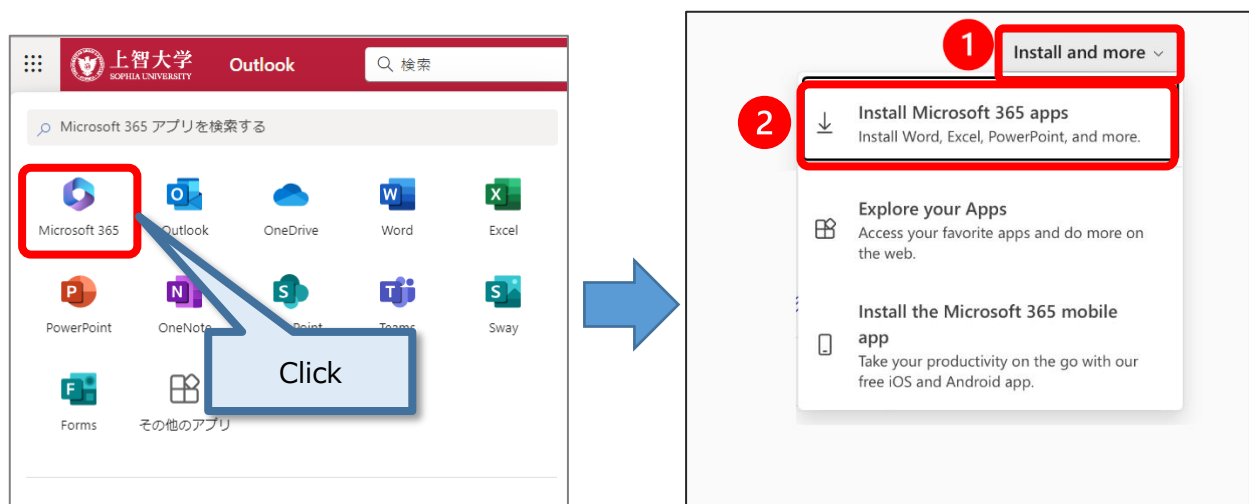 上智大学
SOPHIA UNIVERSITY
Outlook
検索
Microsoft 365 アプリを検索する
Microsoft 365
Outlook
OneDrive
Word
Excel
PowerPoint
OneNote
Point
Teams
Sway
Forms
その他のアプリ
Click
1
Install and more
2
Install Microsoft 365 apps
Install Word, Excel, PowerPoint, and more.
Explore your Apps
Access your favorite apps and do more on
the web.
Install the Microsoft 365 mobile
app
Take your productivity on the go with our
free iOS and Android app.